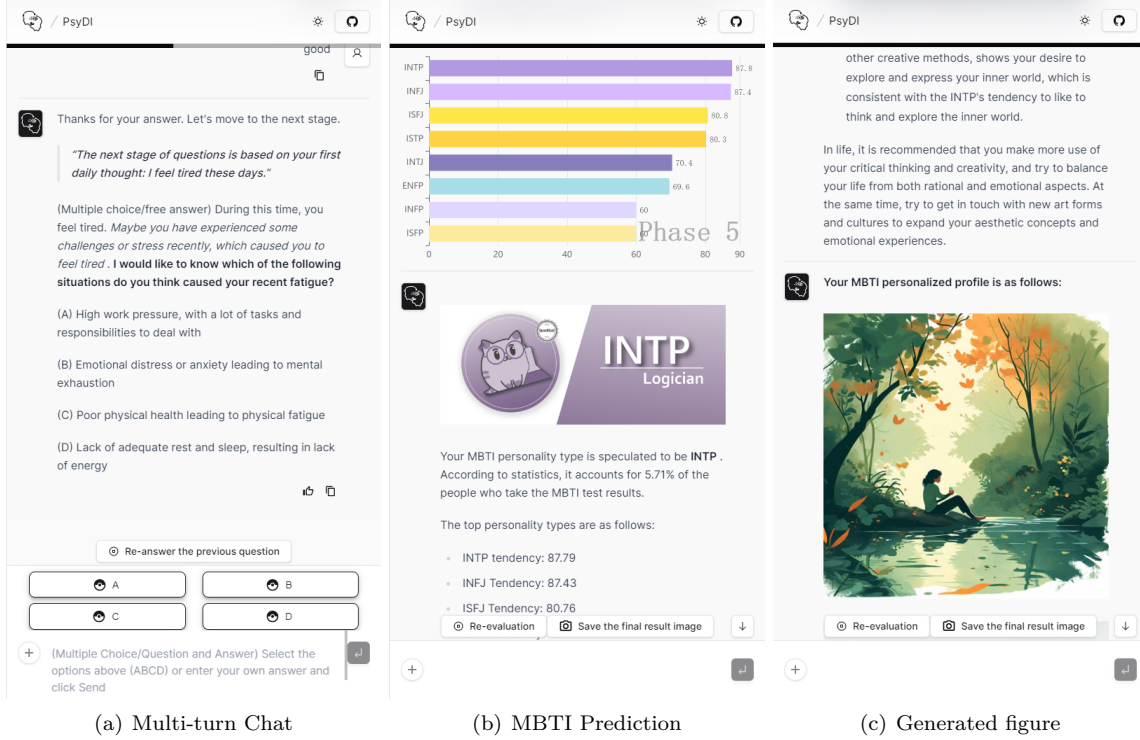 / PsyDI
good
Thanks for your answer. Let's move to the next stage.
“The next stage of questions is based on your first
daily thought: I feel tired these days.”
(Multiple choice/free answer) During this time, you
feel tired. Maybe you have experienced some
challenges or stress recently, which caused you to
feel tired . I would like to know which of the following
situations do you think caused your recent fatigue?
(A) High work pressure, with a lot of tasks and
responsibilities to deal with
(B) Emotional distress or anxiety leading to mental
exhaustion
(C) Poor physical health leading to physical fatigue
(D) Lack of adequate rest and sleep, resulting in lack
of energy
Re-answer the previous question
A
B
C
D
(Multiple Choice/Question and Answer) Select the
options above (ABCD) or enter your own answer and
click Send
(a) Multi-turn Chat
/ PsyDI
INTP 87.8
INFJ 87.4
ISFJ 80.8
ISTP 80.3
INTJ 70.4
ENFP 69.6
INFP 60
ISFP 60
Phase 5
0 20 40 60 80 90
INTP
Logician
Your MBTI personality type is speculated to be INTP .
According to statistics, it accounts for 5.71% of the
people who take the MBTI test results.
The top personality types are as follows:
INTP tendency: 87.79
INFJ Tendency: 87.43
ISFJ Tendency: 80.76
Re-evaluation
Save the final result image
(b) MBTI Prediction
/ PsyDI
other creative methods, shows your desire to
explore and express your inner world, which is
consistent with the INTP's tendency to like to
think and explore the inner world.
In life, it is recommended that you make more use of
your critical thinking and creativity, and try to balance
your life from both rational and emotional aspects. At
the same time, try to get in touch with new art forms
and cultures to expand your aesthetic concepts and
emotional experiences.
Your MBTI personalized profile is as follows:
Re-evaluation
Save the final result image
(c) Generated figure